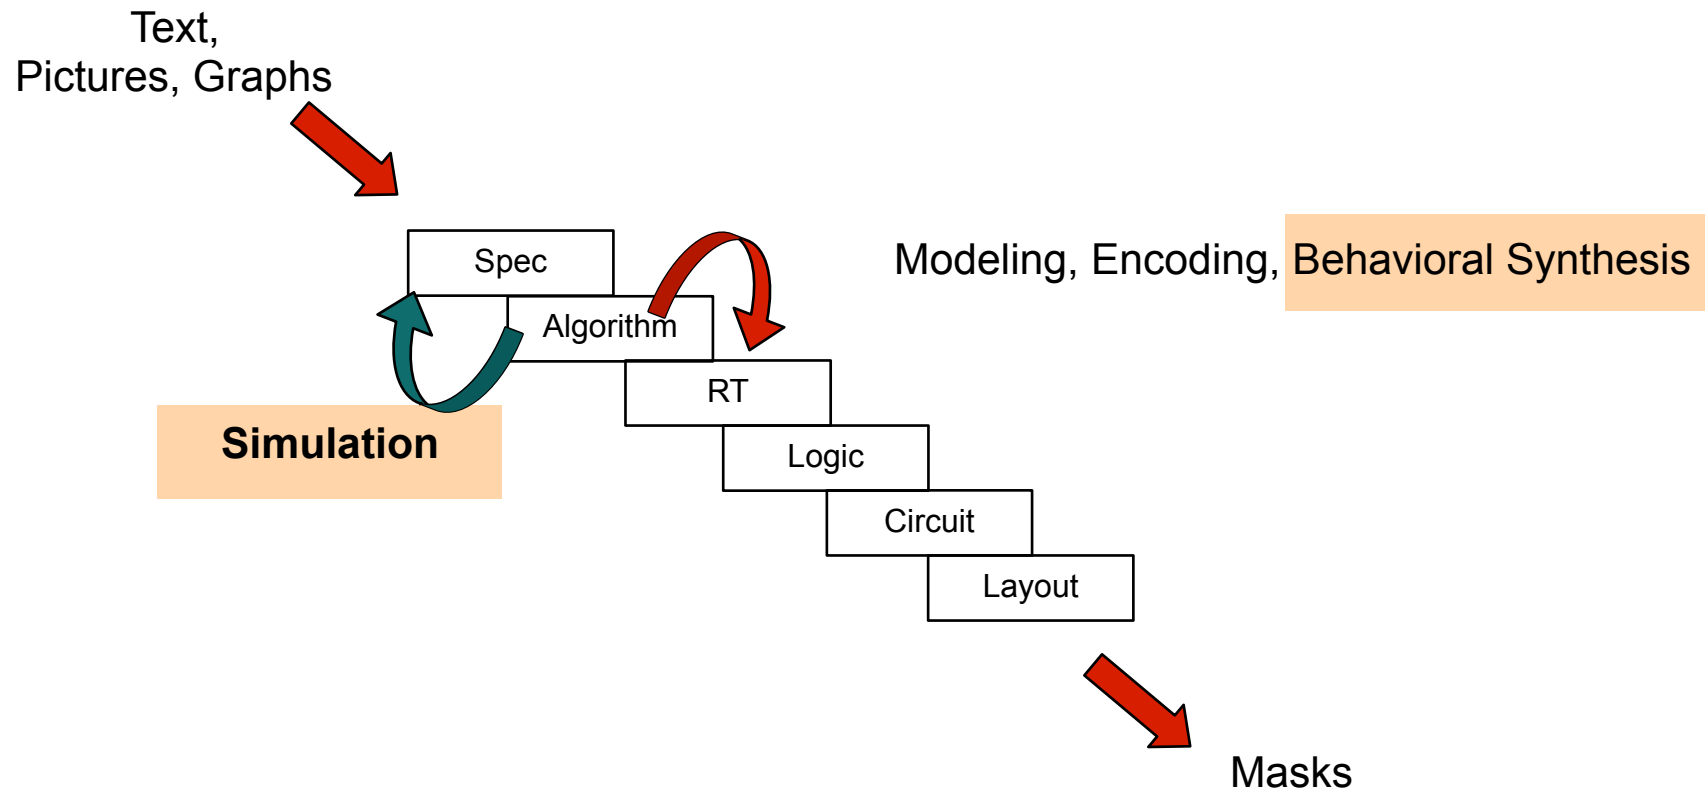 Text,
Pictures, Graphs
Spec
Modeling, Encoding, Behavioral Synthesis
Algorithm
RT
Simulation
Logic
Circuit
Layout
Masks